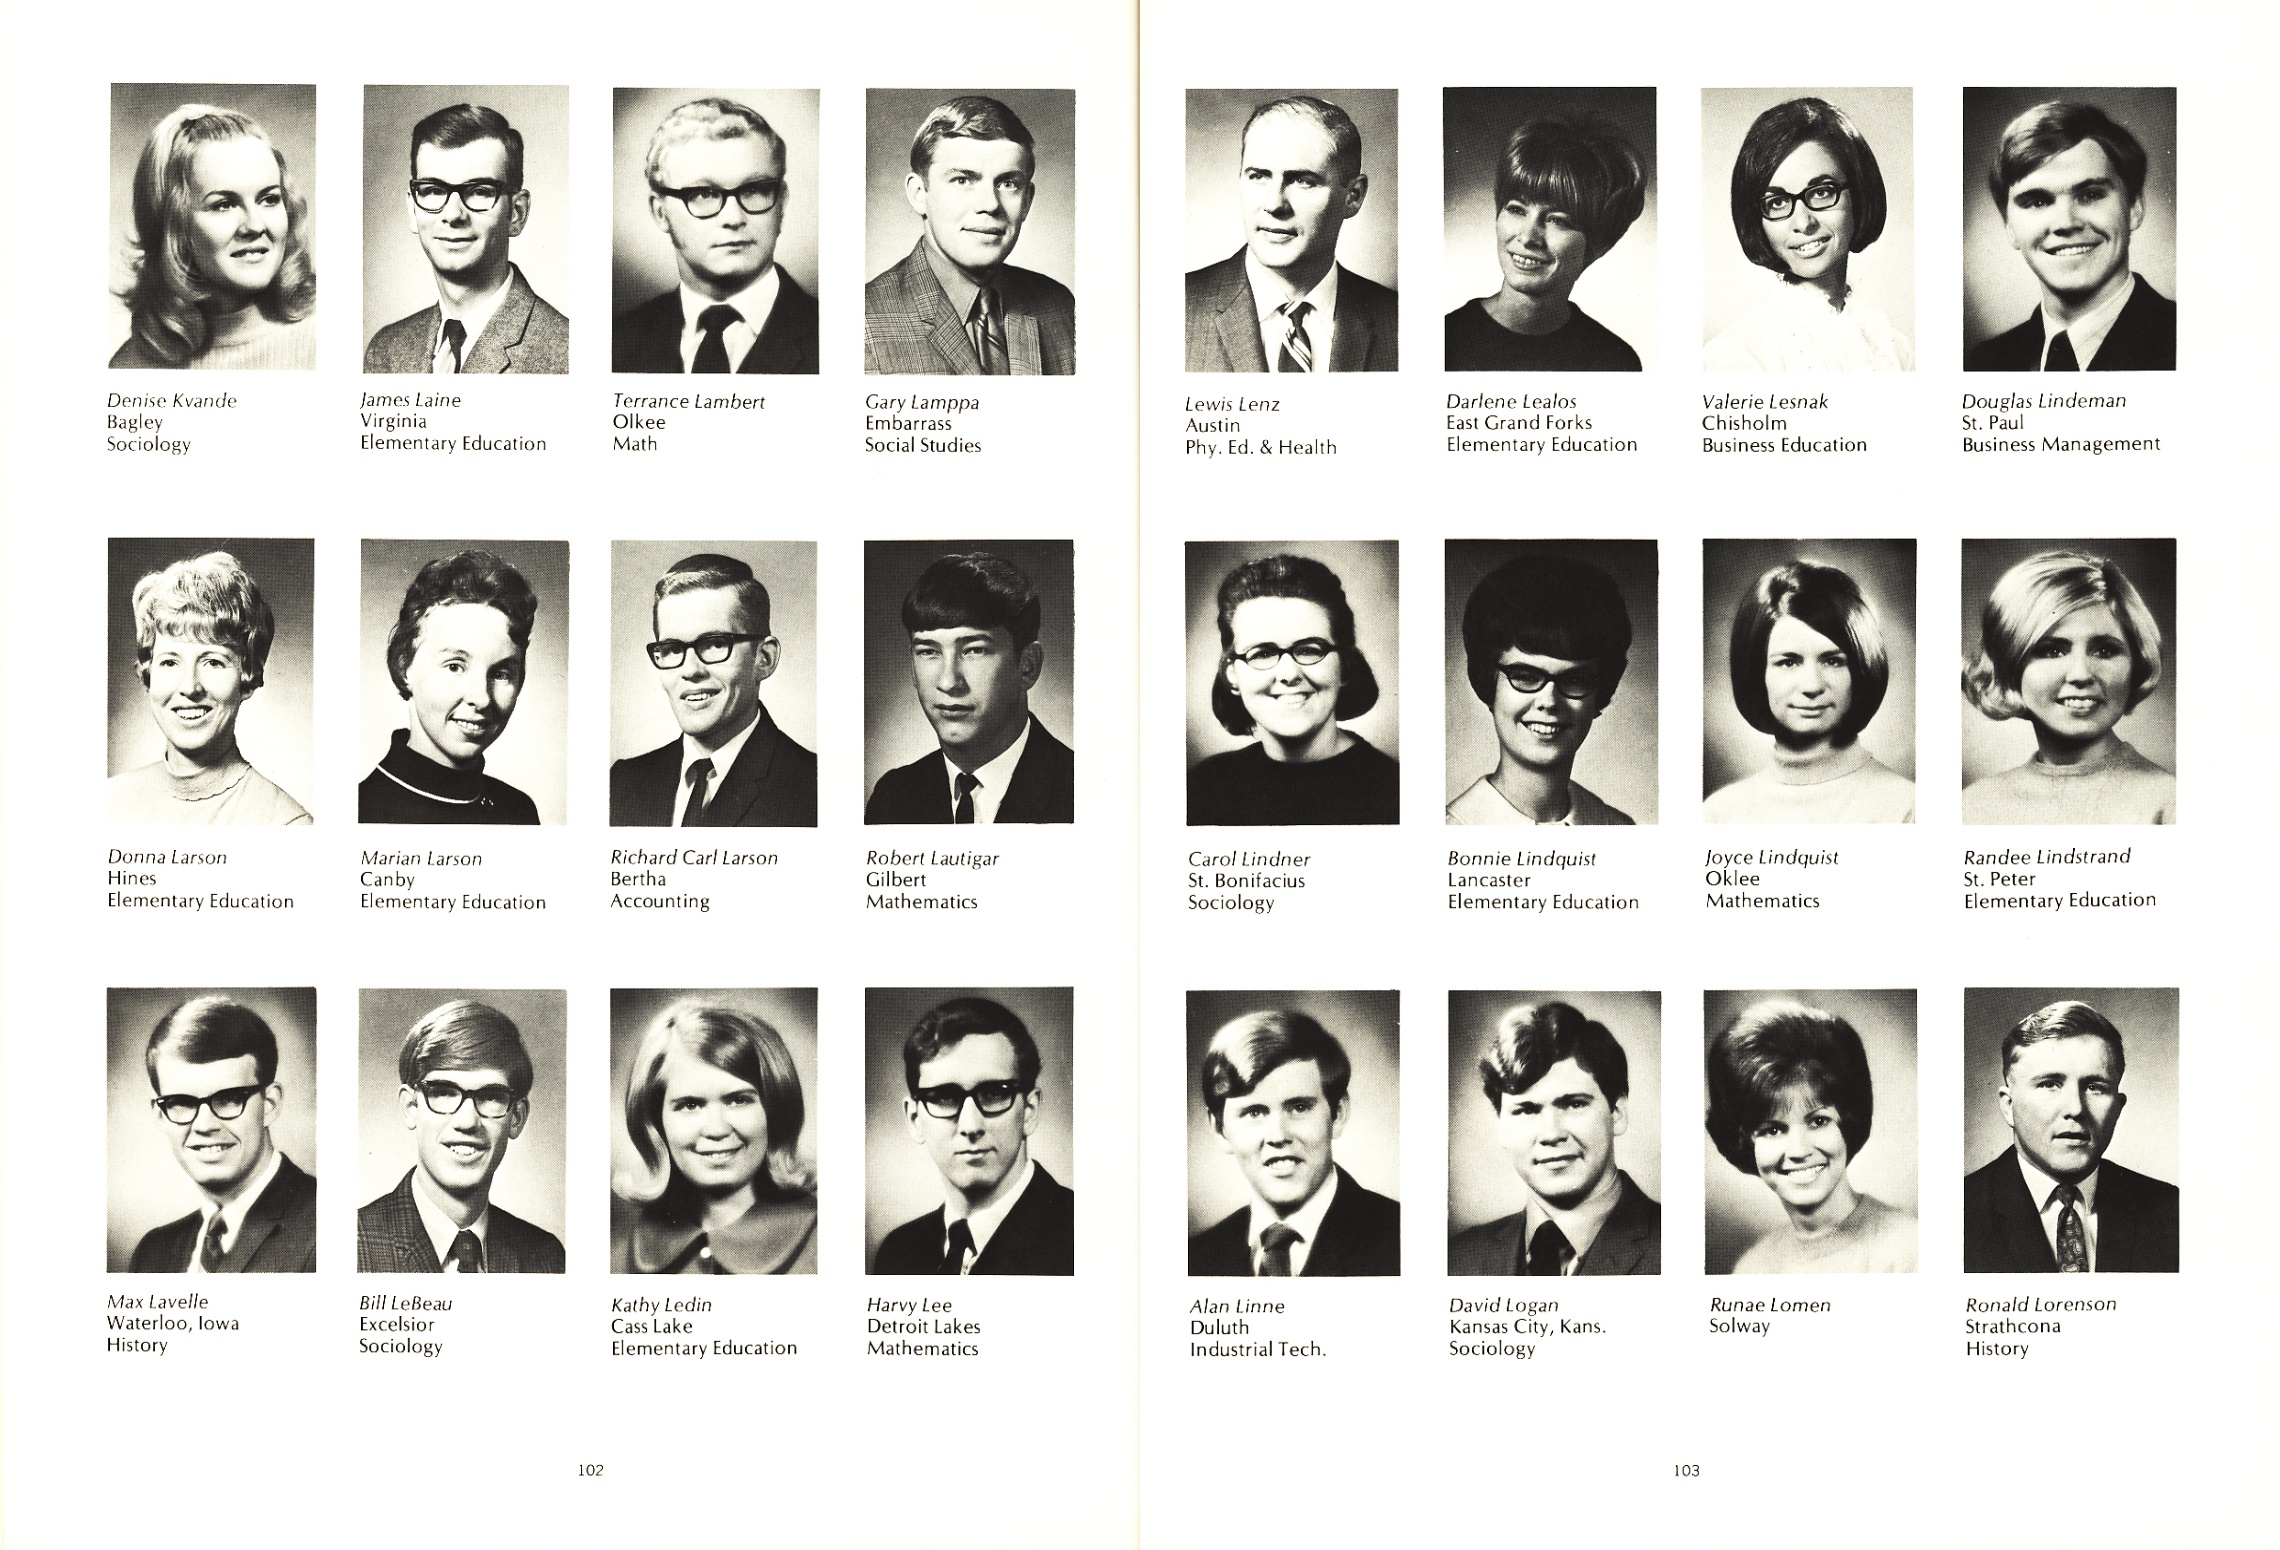 Denise Kvande
Bagley
Sociology
James Laine
Virginia
Elementary Education
Terrance Lambert
Olkee
Math
Gary Lamppa
Embarrass
Social Studies
Donna Larson
Hines
Elementary Education
Marian Larson
Canby
Elementary Education
Richard Carl Larson
Bertha
Accounting
Robert Lautigar
Gilbert
Mathematics
Max Lavelle
Waterloo, Iowa
History
Bill LeBeau
Excelsior
Sociology
Kathy Ledin
Cass Lake
Elementary Education
Harvy Lee
Detroit Lakes
Mathematics
102
Lewis Lenz
Austin
Phy. Ed. & Health
Darlene Lealos
East Grand Forks
Elementary Education
Valerie Lesnak
Chisholm
Business Education
Douglas Lindeman
St. Paul
Business Management
Carol Lindner
St. Bonifacius
Sociology
Bonnie Lindquist
Lancaster
Elementary Education
Joyce Lindquist
Oklee
Mathematics
Randee Lindstrand
St. Peter
Elementary Education
Alan Linne
Duluth
Industrial Tech.
David Logan
Kansas City, Kans.
Sociology
Runae Lomen
Solway
Ronald Lorenson
Strathcona
History
103